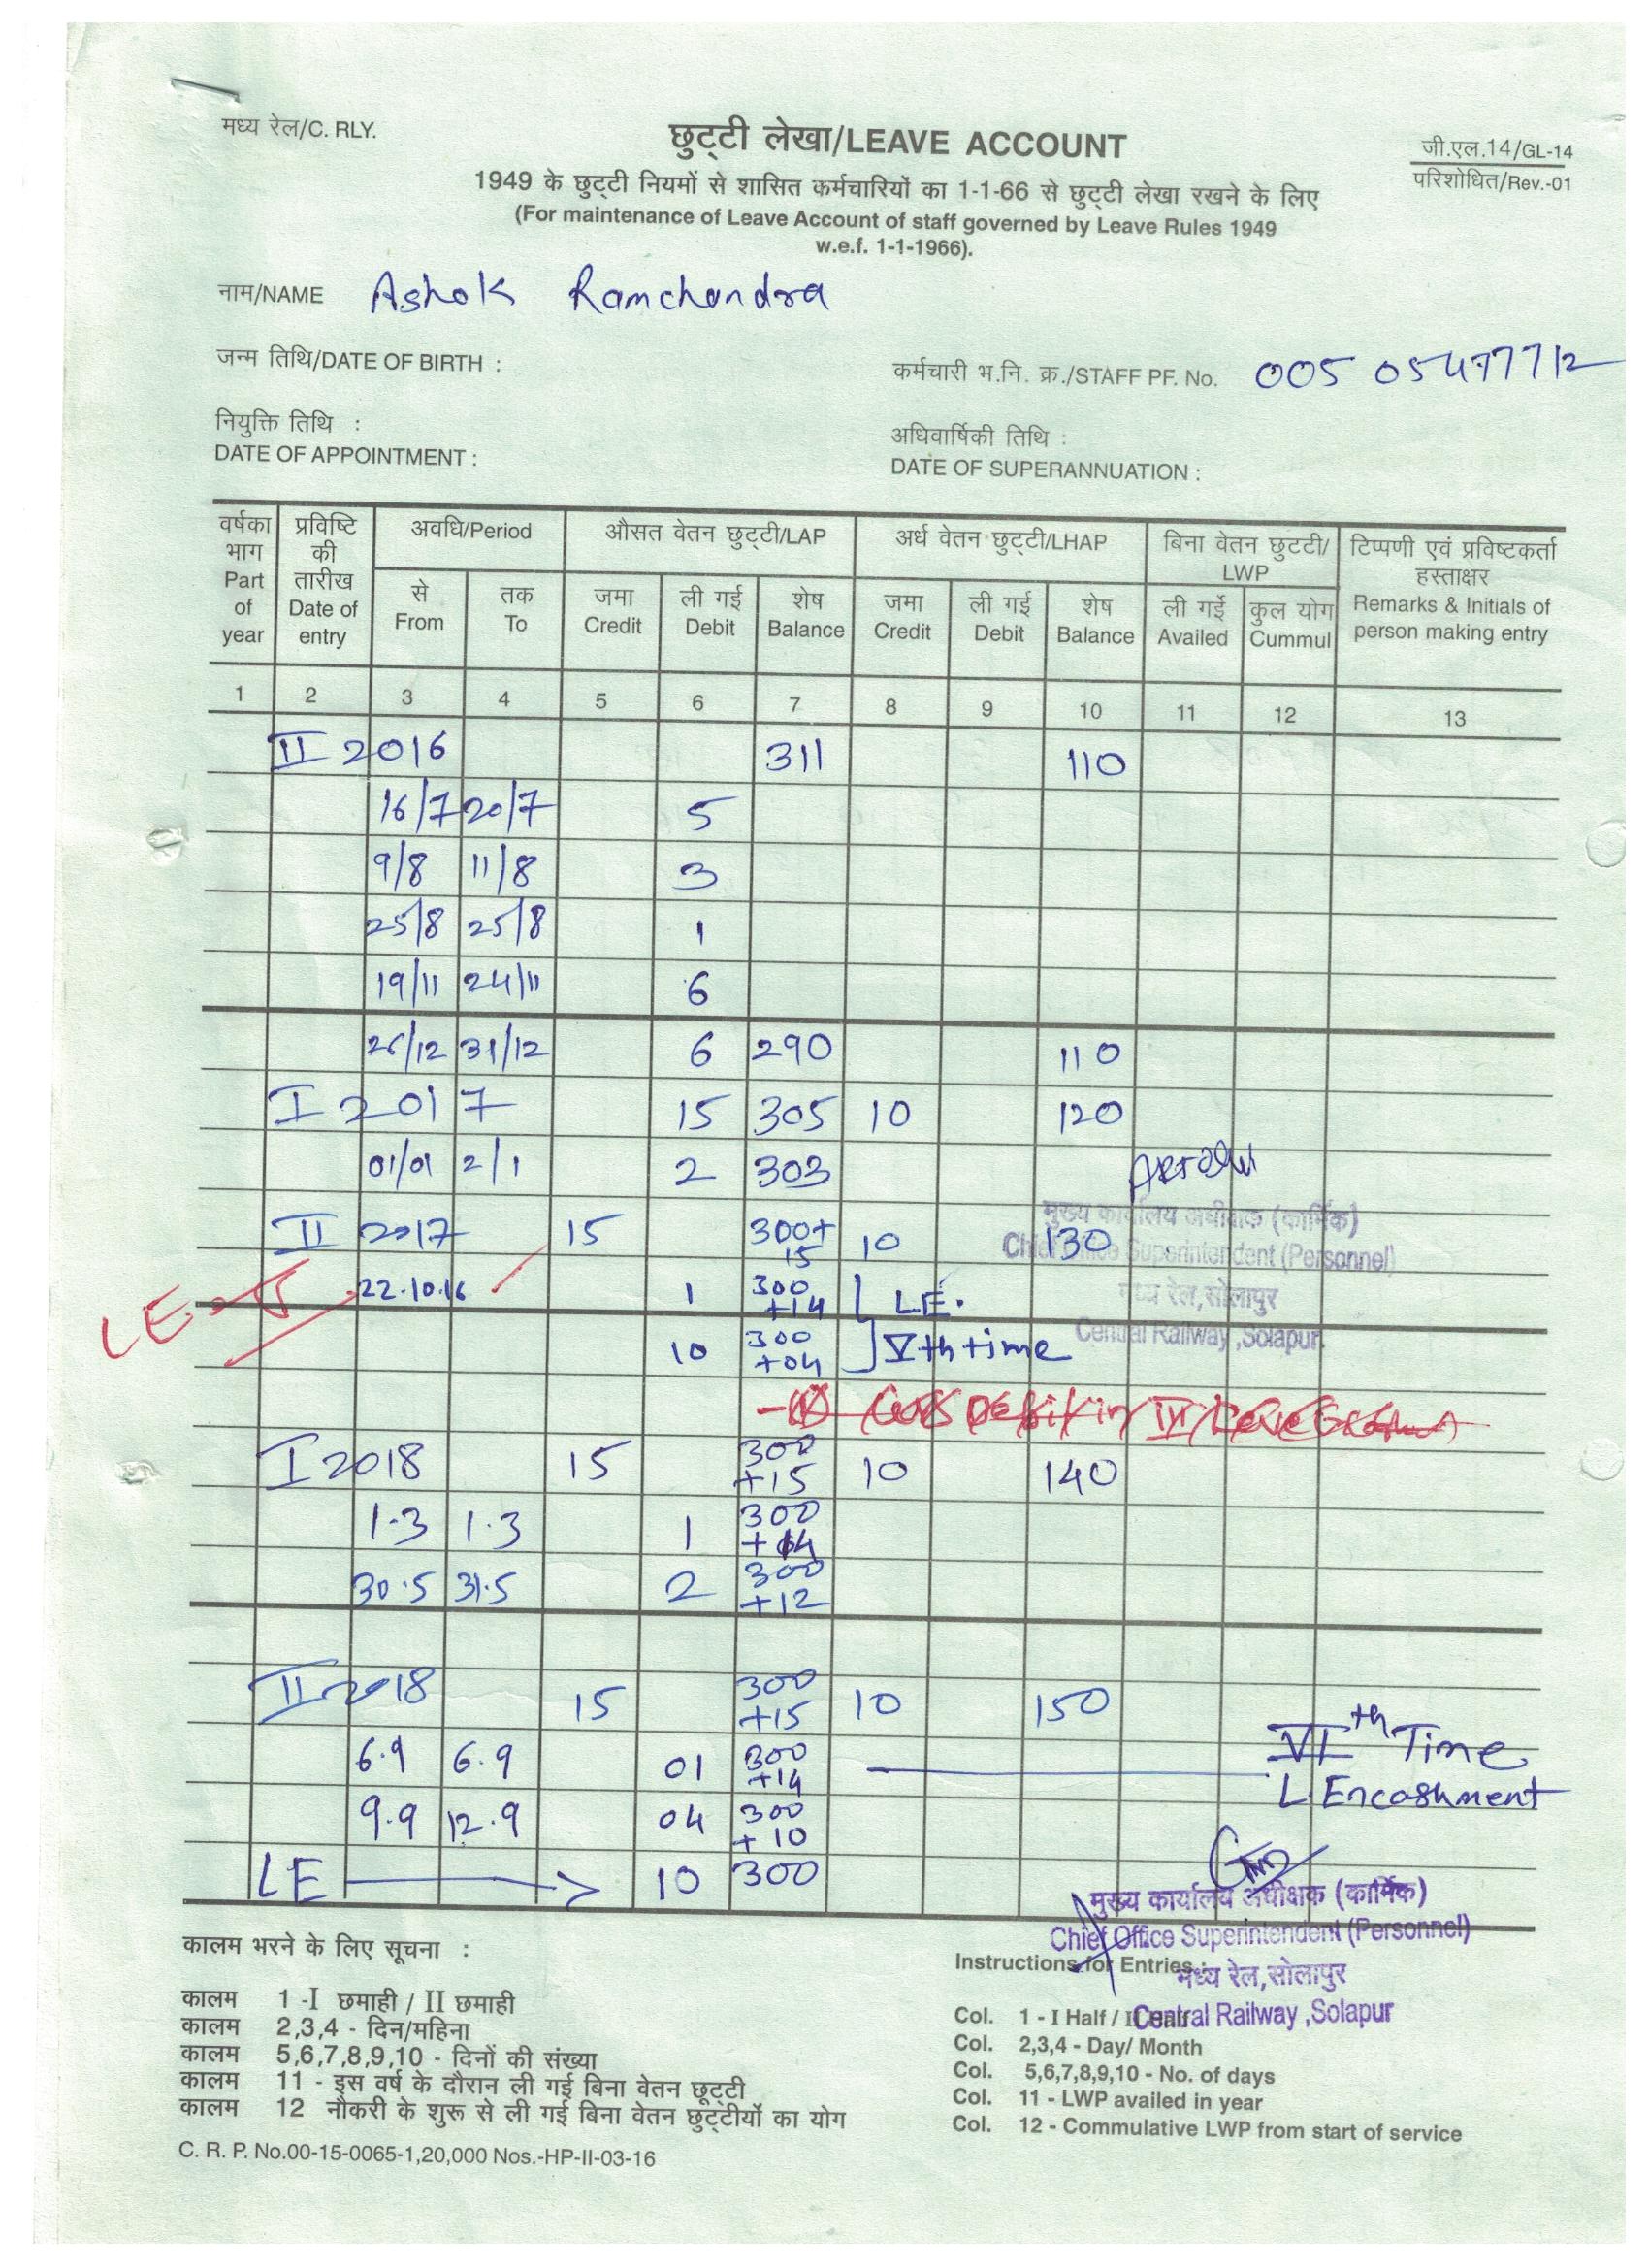 मध्य रेल/C. RLY.
छुट्टी लेखा/LEAVE ACCOUNT
जी.एल.14/GL-14
परिशोधित/Rev.-01
1949 के छुट्टी नियमों से शासित कर्मचारियों का 1-1-66 से छुट्टी लेखा रखने के लिए
(For maintenance of Leave Account of staff governed by Leave Rules 1949
w.e.f. 1-1-1966).
नाम/NAME Ashok Ramchandra
जन्म तिथि/DATE OF BIRTH :
कर्मचारी भ.नि. क्र./STAFF PF. No. 005 05477712
नियुक्ति तिथि :
DATE OF APPOINTMENT :
अधिवार्षिकी तिथि :
DATE OF SUPERANNUATION :
वर्षका भाग Part of year
प्रविष्टि की तारीख Date of entry
अवधि/Period
औसत वेतन छुट्टी/LAP
अर्ध वेतन छुट्टी/LHAP
बिना वेतन छुटटी/ LWP
टिप्पणी एवं प्रविष्टकर्ता हस्ताक्षर Remarks & Initials of person making entry
से From
तक To
जमा Credit
ली गई Debit
शेष Balance
जमा Credit
ली गई Debit
शेष Balance
ली गई Availed
कुल योग Cummul
1 2 3 4 5 6 7 8 9 10 11 12 13
II 2016 311 110
16/7 20/7 5
9/8 11/8 3
25/8 25/8 1
19/11 24/11 6
26/12 31/12 6 290 110
I 2017 15 305 10 120
01/01 2/1 2 303
मुख्य कार्यालय अधीक्षक (कार्मिक)
II 2017 15 300+15 10 130
Chief Office Superintendent (Personnel)
LE 22.10.16 1 300+14 LE.
मध्य रेल,सोलापुर
10 300+04 Vth time
Central Railway ,Solapur.
I 2018 15 300+15 10 140
1.3 1.3 1 300+14
30.5 31.5 2 300+12
II 2018 15 300+15 10 150
6.9 6.9 01 300+14 VIth Time
L Encashment
9.9 12.9 04 300+10
LE 10 300
मुख्य कार्यालय अधीक्षक (कार्मिक)
Chief Office Superintendent (Personnel)
मध्य रेल,सोलापुर
Central Railway ,Solapur
कालम भरने के लिए सूचना :
कालम 1 -I छमाही / II छमाही
कालम 2,3,4 - दिन/महिना
कालम 5,6,7,8,9,10 - दिनों की संख्या
कालम 11 - इस वर्ष के दौरान ली गई बिना वेतन छूट्टी
कालम 12 नौकरी के शुरू से ली गई बिना वेतन छुट्टीयों का योग
C. R. P. No.00-15-0065-1,20,000 Nos.-HP-II-03-16
Instructions for Entries :
Col. 1 - I Half / II Half
Col. 2,3,4 - Day/ Month
Col. 5,6,7,8,9,10 - No. of days
Col. 11 - LWP availed in year
Col. 12 - Commulative LWP from start of service